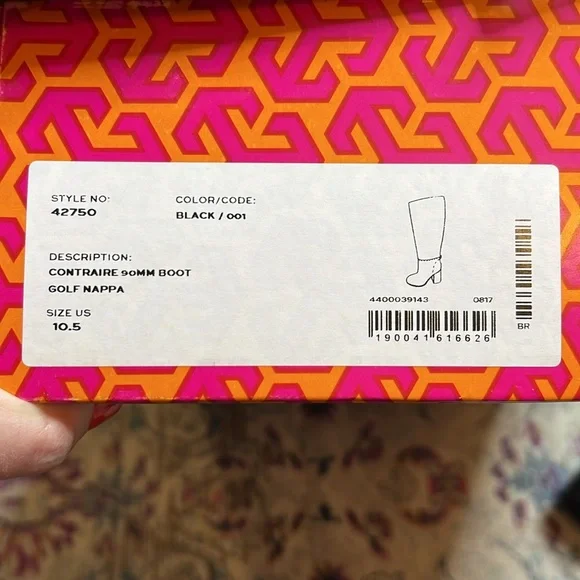 STYLE NO: COLOR/CODE:
42750 BLACK / 001
DESCRIPTION:
CONTRAIRE 90MM BOOT
GOLF NAPPA
SIZE US
10.5
4400039143 0817
190041616626
BR